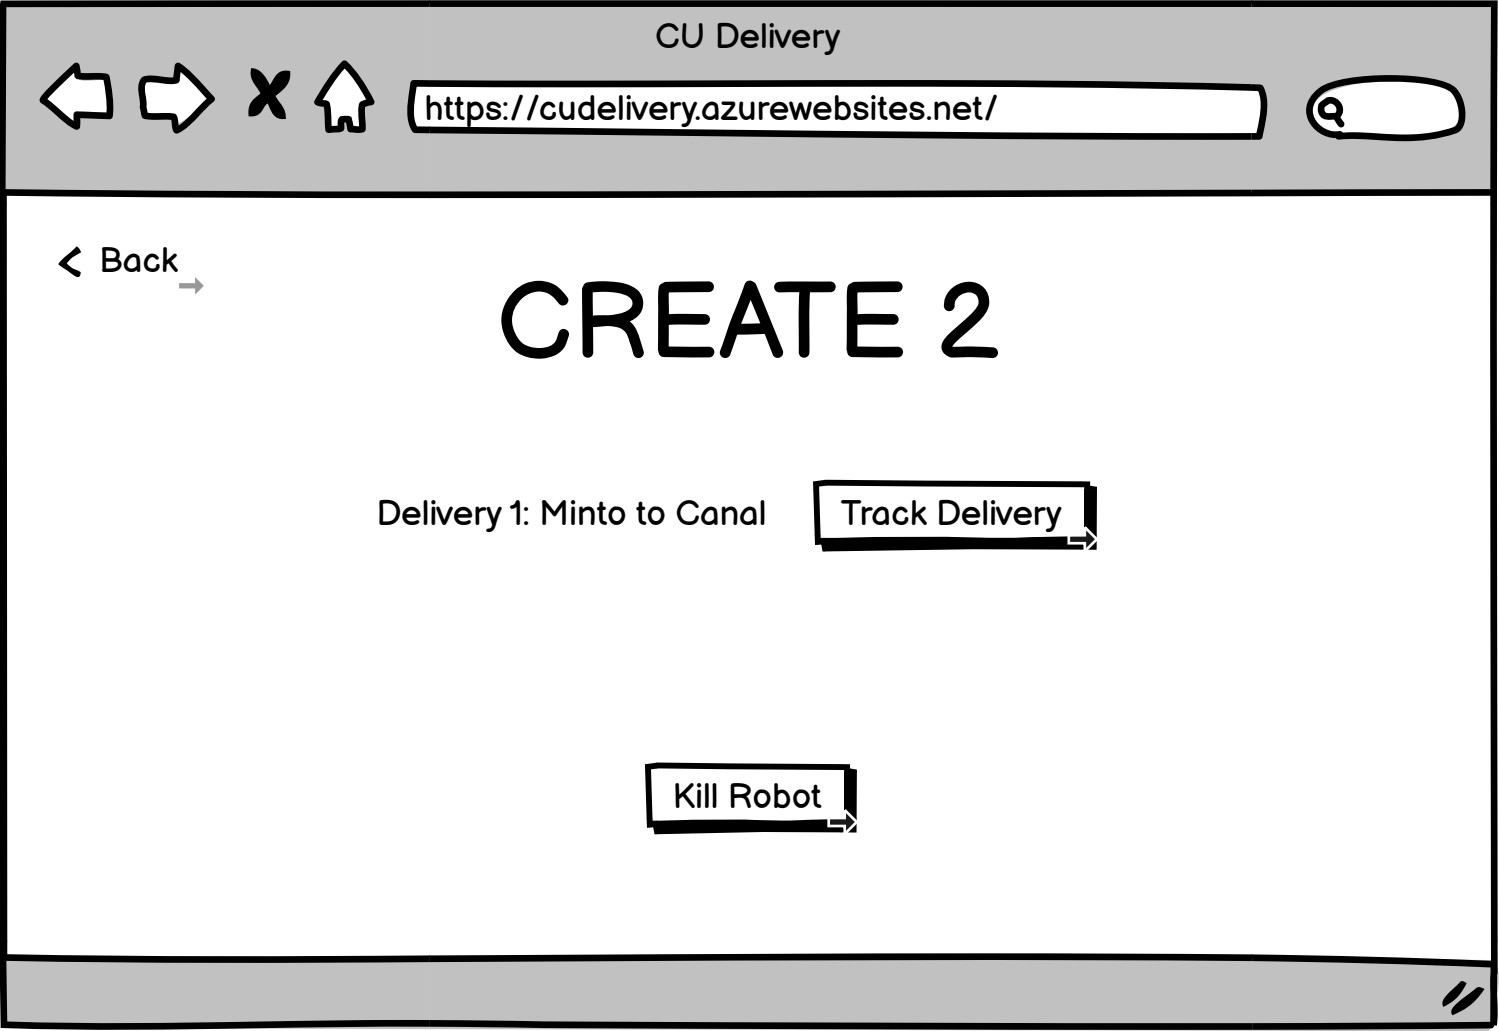 CU Delivery
https://cudelivery.azurewebsites.net/
Back
CREATE 2
Delivery 1: Minto to Canal
Track Delivery
Kill Robot